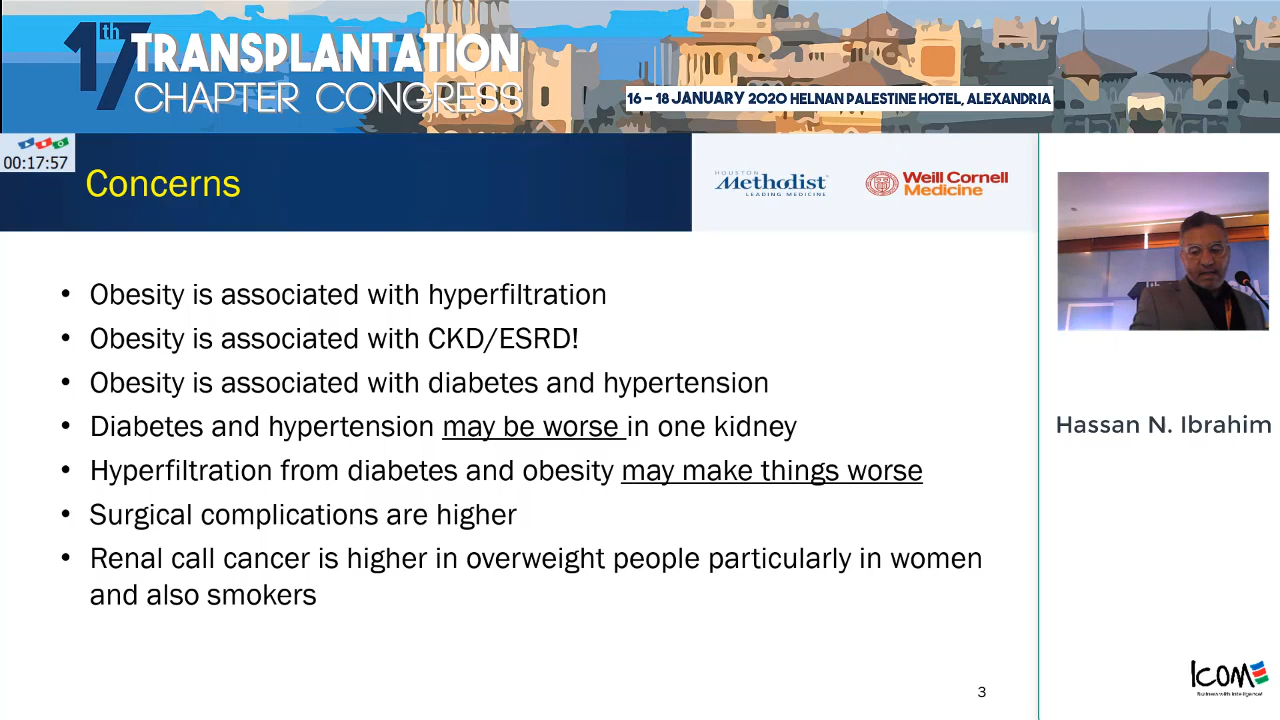 17th TRANSPLANTATION
CHAPTER CONGRESS
16 – 18 JANUARY 2020 HELNAN PALESTINE HOTEL, ALEXANDRIA
00:17:57
Concerns
HOUSTON
Methodist
LEADING MEDICINE
Weill Cornell
Medicine
• Obesity is associated with hyperfiltration
• Obesity is associated with CKD/ESRD!
• Obesity is associated with diabetes and hypertension
• Diabetes and hypertension may be worse in one kidney
• Hyperfiltration from diabetes and obesity may make things worse
• Surgical complications are higher
• Renal call cancer is higher in overweight people particularly in women
and also smokers
Hassan N. Ibrahim
3
ICOME
Business with Intelligence!